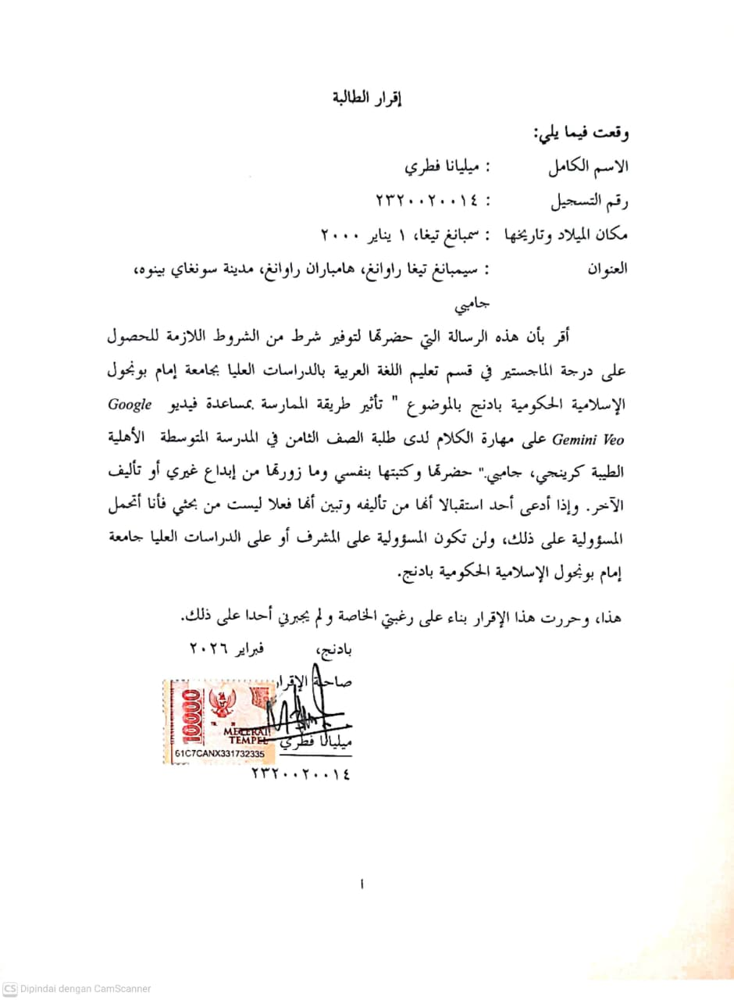 إقرار الطالبة
وقعت فيما يلي:
الاسم الكامل : ميليانا فطري
رقم التسجيل : ٢٣٢٠٠٢٠٠١٤
مكان الميلاد وتاريخها : سمبانغ تيغا، ١ يناير ٢٠٠٠
العنوان : سيمبانغ تيغا راوانغ، هامباران راوانغ، مدينة سونغاي بينوه،
جامبي
أقر بأن هذه الرسالة التي حضرتها لتوفير شرط من الشروط اللازمة للحصول
على درجة الماجستير في قسم تعليم اللغة العربية بالدراسات العليا بجامعة إمام بونجول
الإسلامية الحكومية بادنج بالموضوع " تأثير طريقة الممارسة بمساعدة فيديو Google
Gemini Veo على مهارة الكلام لدى طلبة الصف الثامن في المدرسة المتوسطة الأهلية
الطيبة كرينجي، جامبي." حضرتها وكتبتها بنفسي وما زورتها من إبداع غيري أو تأليف
الآخر. وإذا أدعى أحد استقبالا أنها من تأليفه وتبين أنها فعلا ليست من بحثي فأنا أتحمل
المسؤولية على ذلك، ولن تكون المسؤولية على المشرف أو على الدراسات العليا جامعة
إمام بونجول الإسلامية الحكومية بادنج.
هذا، وحررت هذا الإقرار بناء على رغبتي الخاصة ولم يجبرني أحدا على ذلك.
بادنج، فبراير ٢٠٢٦
صاحبة الإقرار
10000
METERAI
TEMPEL
61C7CANX331732335
ميليانا فطري
٢٣٢٠٠٢٠٠١٤
أ
CS Dipindai dengan CamScanner